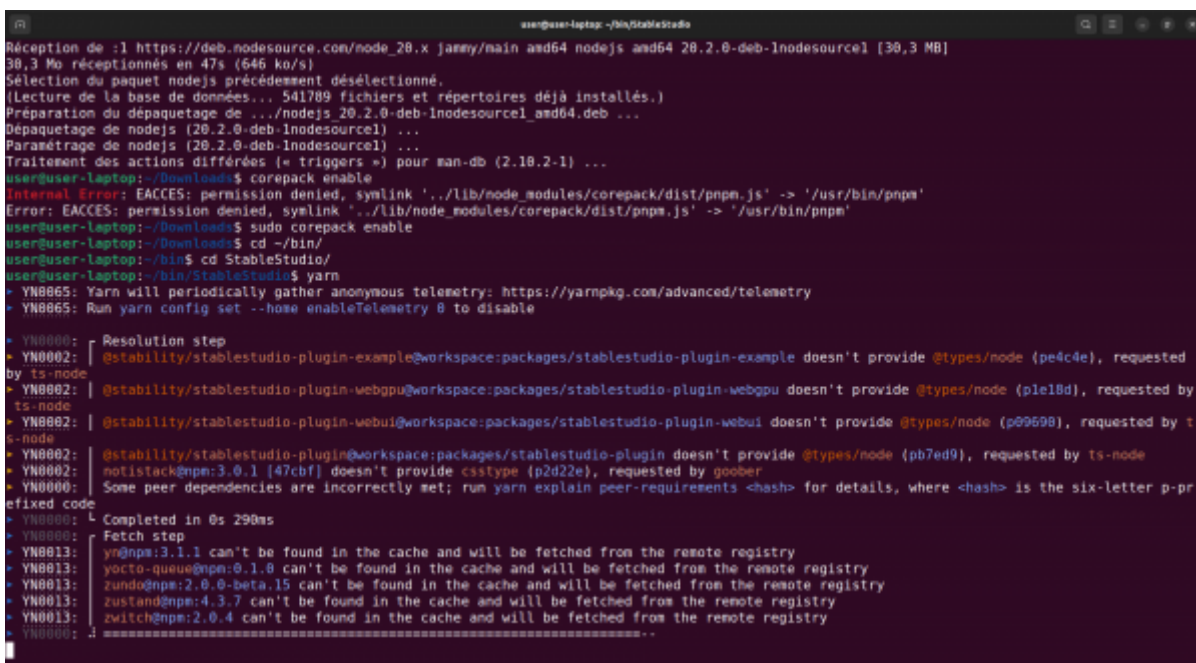 user@user-laptop: ~/bin/StableStudio
Réception de :1 https://deb.nodesource.com/node_20.x jammy/main amd64 nodejs amd64 20.2.0-deb-1nodesource1 [30,3 MB]
30,3 Mo réceptionnés en 47s (646 ko/s)
Sélection du paquet nodejs précédemment désélectionné.
(Lecture de la base de données... 541789 fichiers et répertoires déjà installés.)
Préparation du dépaquetage de .../nodejs_20.2.0-deb-1nodesource1_amd64.deb ...
Dépaquetage de nodejs (20.2.0-deb-1nodesource1) ...
Paramétrage de nodejs (20.2.0-deb-1nodesource1) ...
Traitement des actions différées (« triggers ») pour man-db (2.10.2-1) ...
user@user-laptop:~/Downloads$ corepack enable
Internal Error: EACCES: permission denied, symlink '../lib/node_modules/corepack/dist/pnpm.js' -> '/usr/bin/pnpm'
Error: EACCES: permission denied, symlink '../lib/node_modules/corepack/dist/pnpm.js' -> '/usr/bin/pnpm'
user@user-laptop:~/Downloads$ sudo corepack enable
user@user-laptop:~/Downloads$ cd ~/bin/
user@user-laptop:~/bin$ cd StableStudio/
user@user-laptop:~/bin/StableStudio$ yarn
➤ YN0065: Yarn will periodically gather anonymous telemetry: https://yarnpkg.com/advanced/telemetry
➤ YN0065: Run yarn config set --home enableTelemetry 0 to disable
➤ YN0000: ┌ Resolution step
➤ YN0002: │ @stability/stablestudio-plugin-example@workspace:packages/stablestudio-plugin-example doesn't provide @types/node (pe4c4e), requested
by ts-node
➤ YN0002: │ @stability/stablestudio-plugin-webgpu@workspace:packages/stablestudio-plugin-webgpu doesn't provide @types/node (p1e18d), requested by
ts-node
➤ YN0002: │ @stability/stablestudio-plugin-webui@workspace:packages/stablestudio-plugin-webui doesn't provide @types/node (p09690), requested by t
s-node
➤ YN0002: │ @stability/stablestudio-plugin@workspace:packages/stablestudio-plugin doesn't provide @types/node (pb7ed9), requested by ts-node
➤ YN0002: │ notistack@npm:3.0.1 [47cbf] doesn't provide csstype (p2d22e), requested by goober
➤ YN0000: │ Some peer dependencies are incorrectly met; run yarn explain peer-requirements <hash> for details, where <hash> is the six-letter p-pr
efixed code
➤ YN0000: └ Completed in 0s 290ms
➤ YN0000: ┌ Fetch step
➤ YN0013: │ yn@npm:3.1.1 can't be found in the cache and will be fetched from the remote registry
➤ YN0013: │ yocto-queue@npm:0.1.0 can't be found in the cache and will be fetched from the remote registry
➤ YN0013: │ zundo@npm:2.0.0-beta.15 can't be found in the cache and will be fetched from the remote registry
➤ YN0013: │ zustand@npm:4.3.7 can't be found in the cache and will be fetched from the remote registry
➤ YN0013: │ zwitch@npm:2.0.4 can't be found in the cache and will be fetched from the remote registry
➤ YN0000: ⠼ ===================================================================--